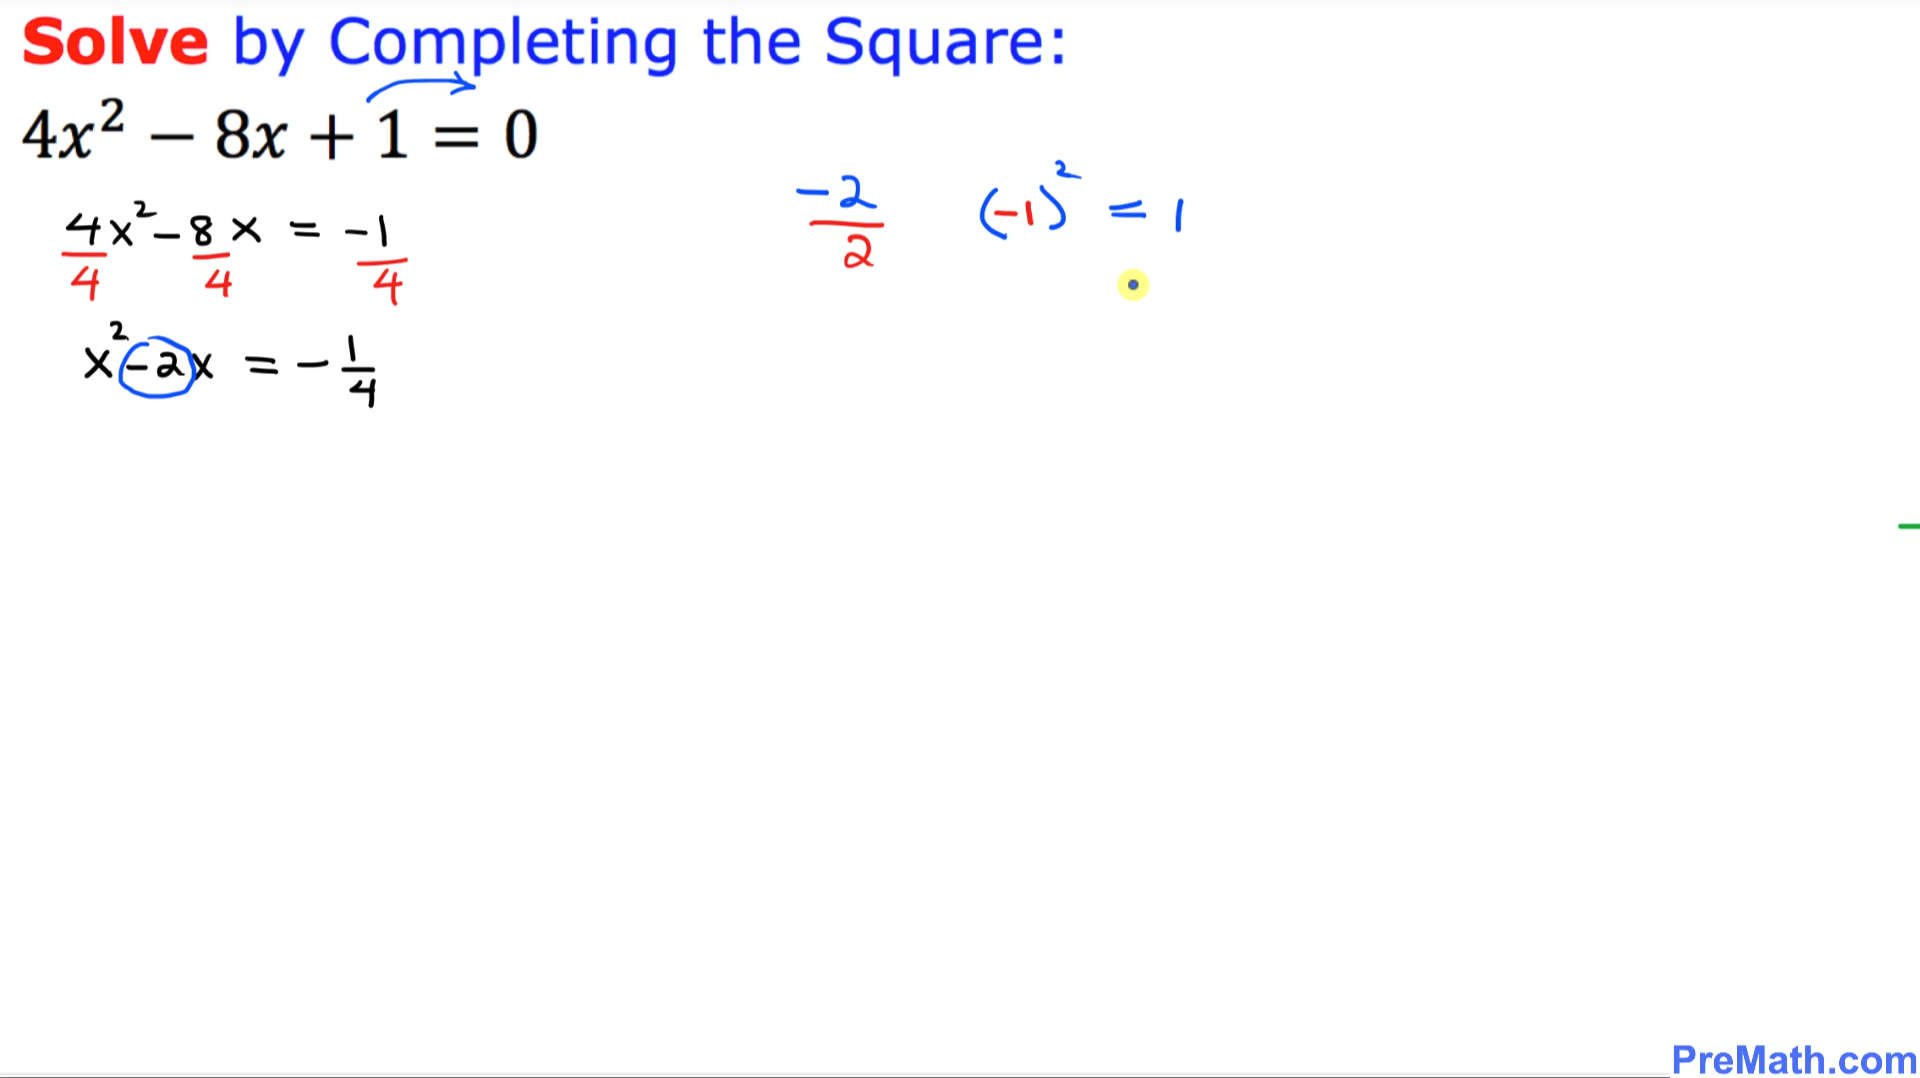 Solve by Completing the Square:
4x² − 8x + 1 = 0
4x² − 8x = −1
4 4 4
x² − 2x = − 1/4
−2/2 (−1)² = 1
PreMath.com